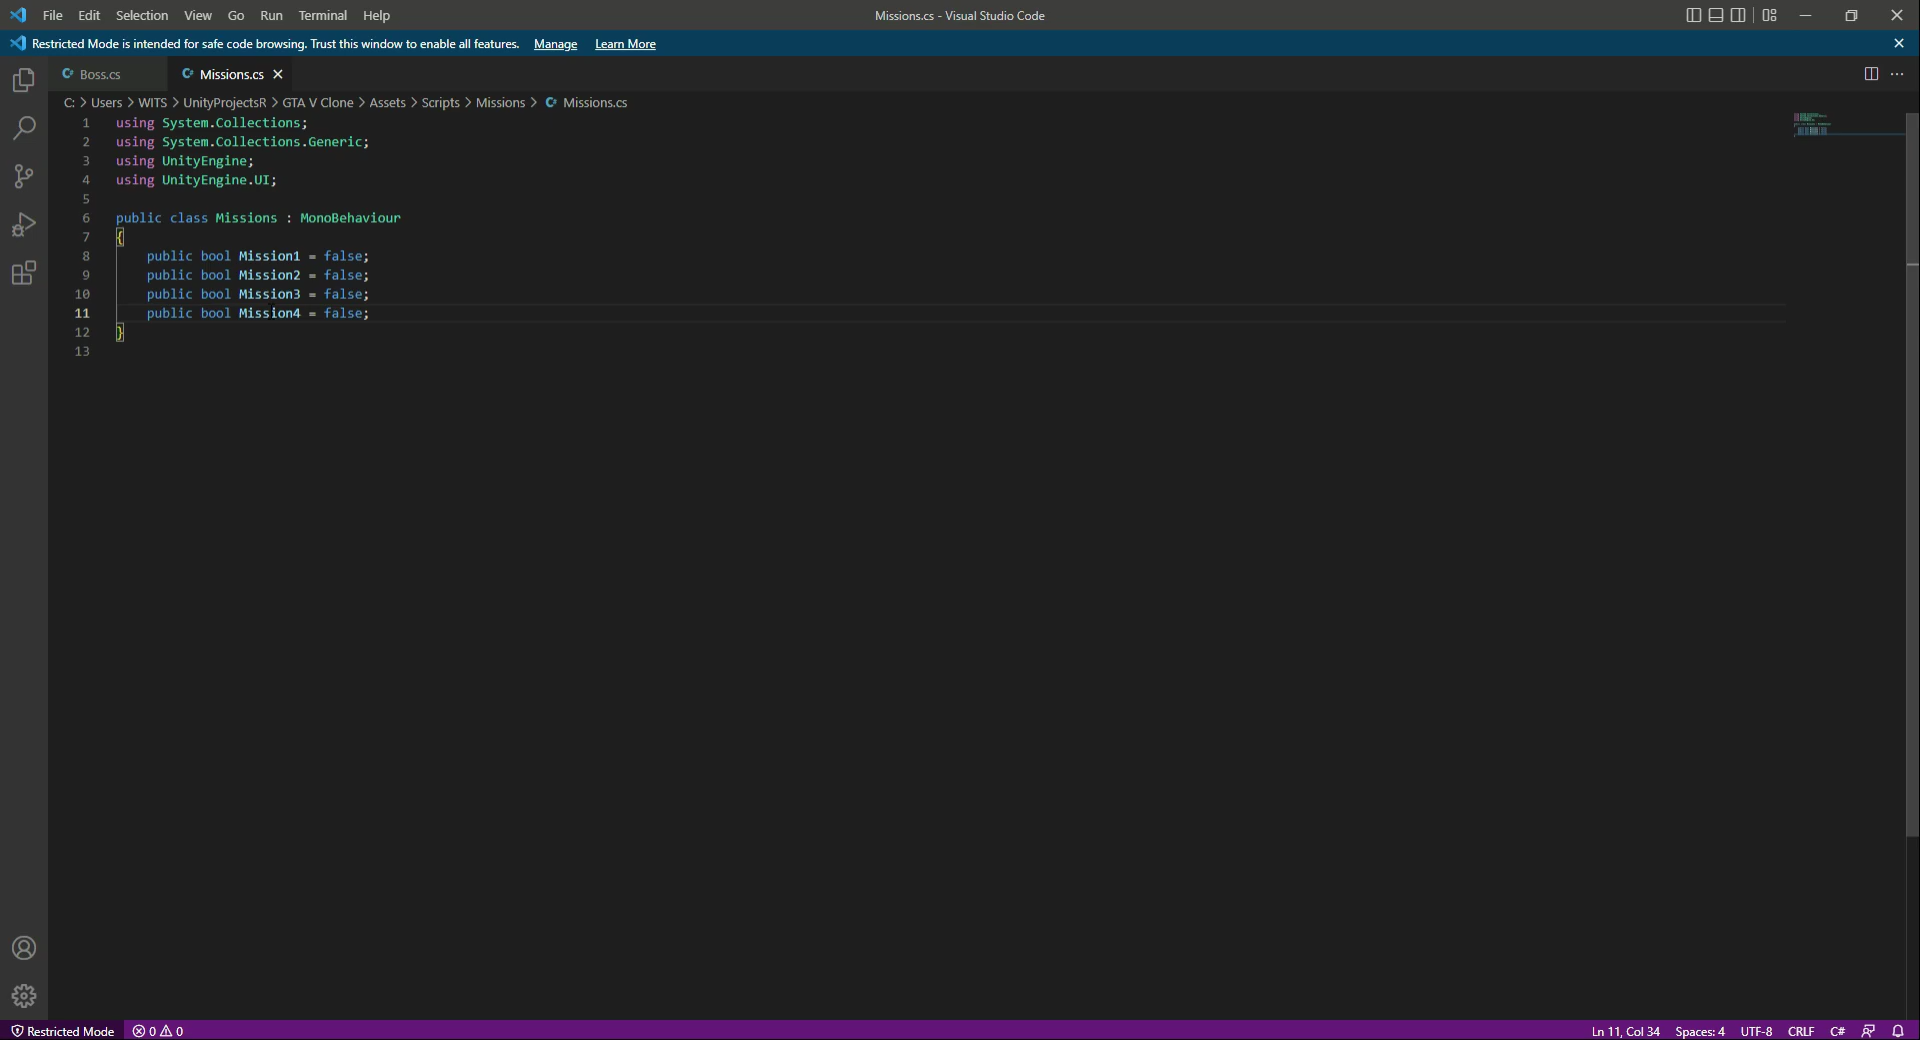 File Edit Selection View Go Run Terminal Help
Missions.cs - Visual Studio Code
Restricted Mode is intended for safe code browsing. Trust this window to enable all features. Manage Learn More
Boss.cs Missions.cs
C: > Users > WITS > UnityProjectsR > GTA V Clone > Assets > Scripts > Missions > Missions.cs
1 using System.Collections;
2 using System.Collections.Generic;
3 using UnityEngine;
4 using UnityEngine.UI;
5
6 public class Missions : MonoBehaviour
7 {
8 public bool Mission1 = false;
9 public bool Mission2 = false;
10 public bool Mission3 = false;
11 public bool Mission4 = false;
12 }
13
Restricted Mode 0 0 Ln 11, Col 34 Spaces: 4 UTF-8 CRLF C#